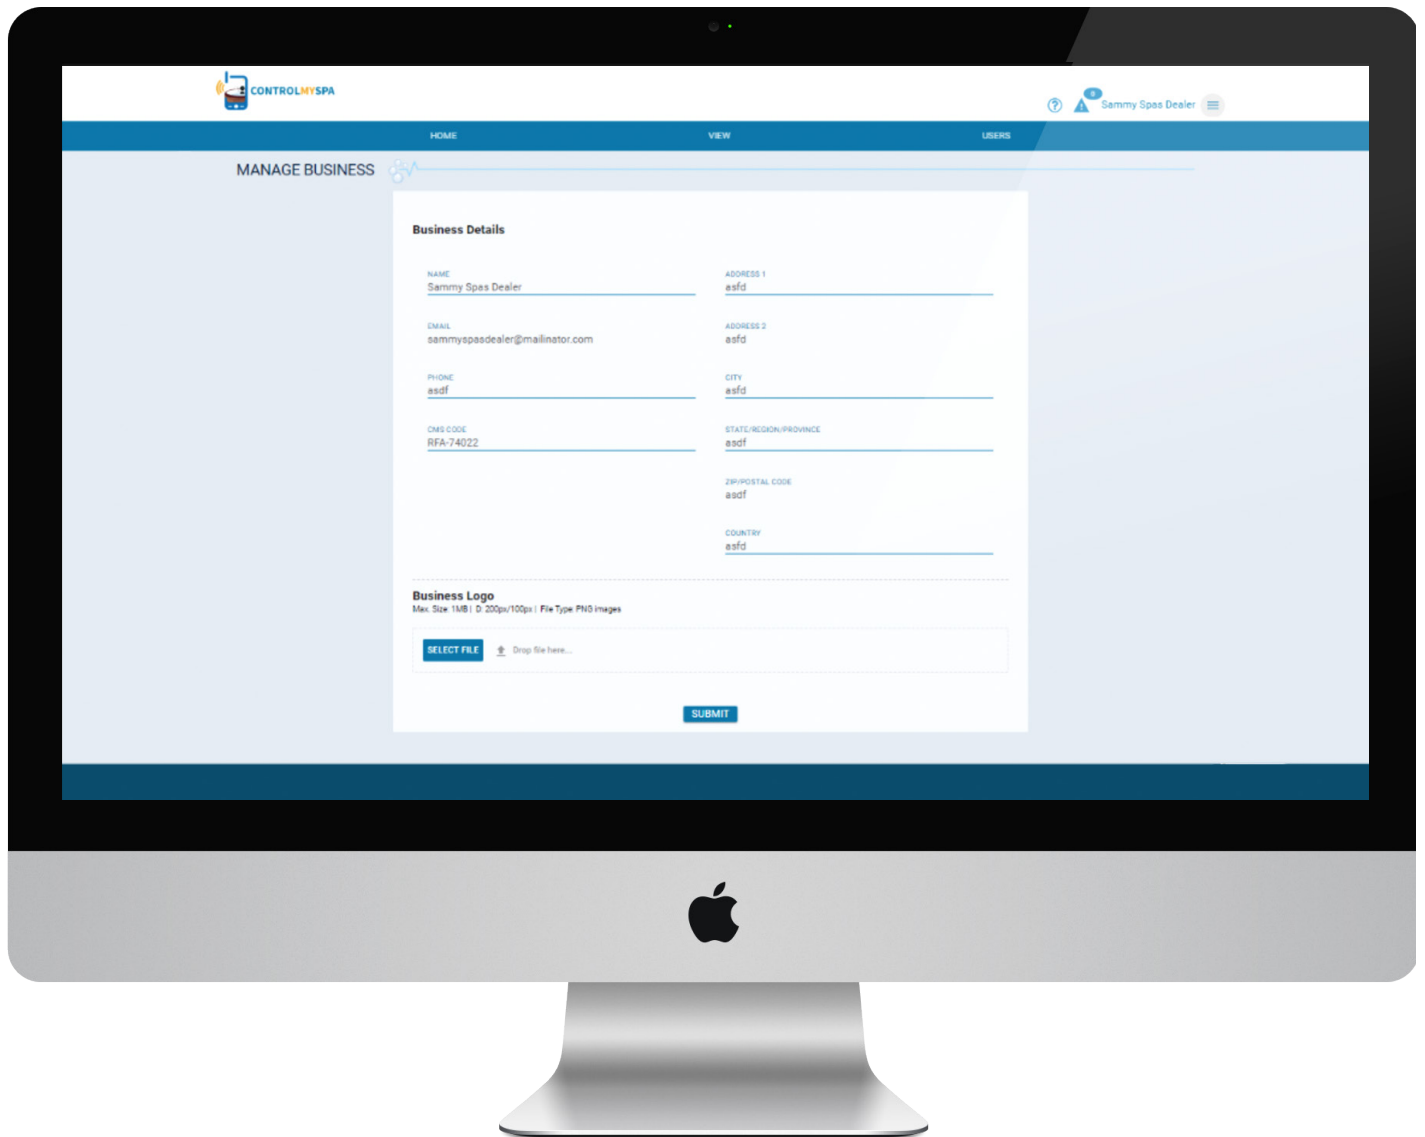 CONTROLMYSPA
0
Sammy Spas Dealer
HOME VIEW USERS
MANAGE BUSINESS
Business Details
NAME
Sammy Spas Dealer
ADDRESS 1
asfd
EMAIL
sammyspasdealer@mailinator.com
ADDRESS 2
asfd
PHONE
asdf
CITY
asfd
CMS CODE
RFA-74022
STATE/REGION/PROVINCE
asdf
ZIP/POSTAL CODE
asdf
COUNTRY
asfd
Business Logo
Max. Size: 1MB | D: 200px/100px | File Type: PNG images
SELECT FILE Drop file here...
SUBMIT